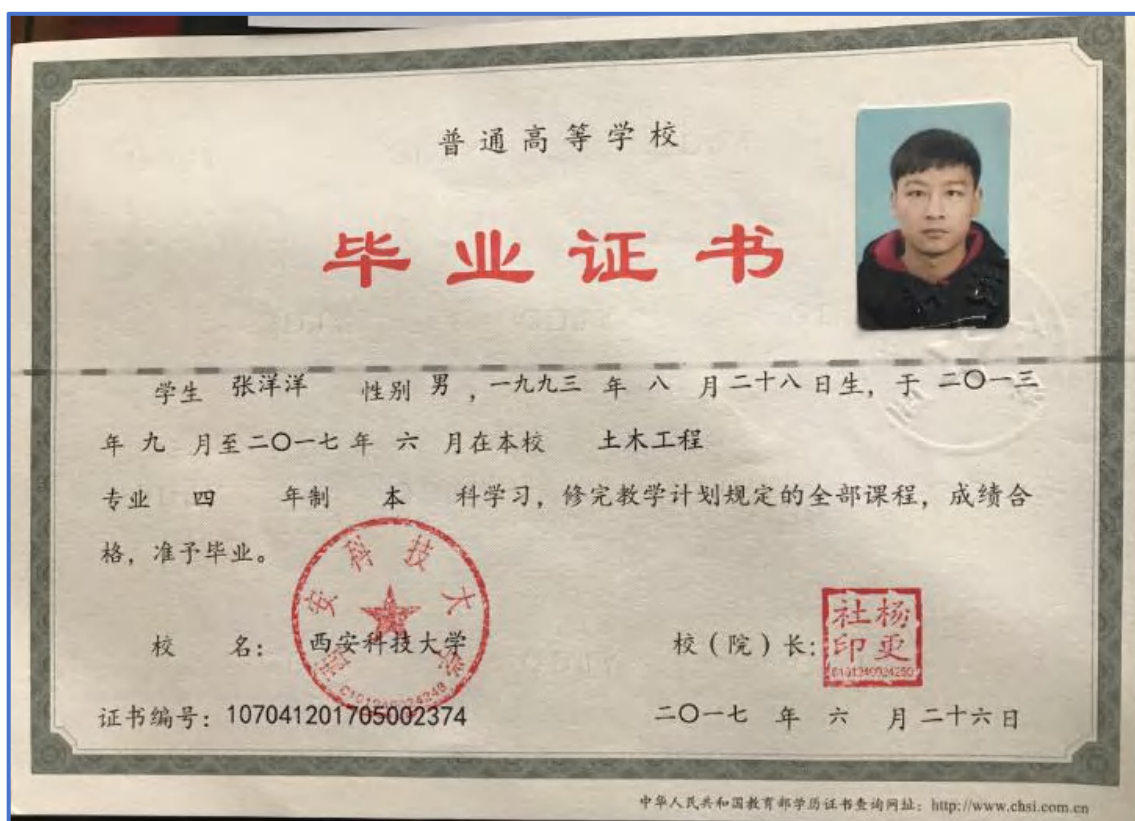 普通高等学校
毕业证书
学生 张洋洋 性别 男 ,一九九三 年 八 月 二十八 日生,于 二〇一三
年 九 月至 二〇一七 年 六 月在本校 土木工程
专业 四 年制 本 科学习,修完教学计划规定的全部课程,成绩合
格,准予毕业。
西安科技大学
校 名: 西安科技大学
校(院)长:
杨更社印
证书编号: 107041201705002374
二〇一七 年 六 月 二十六 日
中华人民共和国教育部学历证书查询网址: http://www.chsi.com.cn